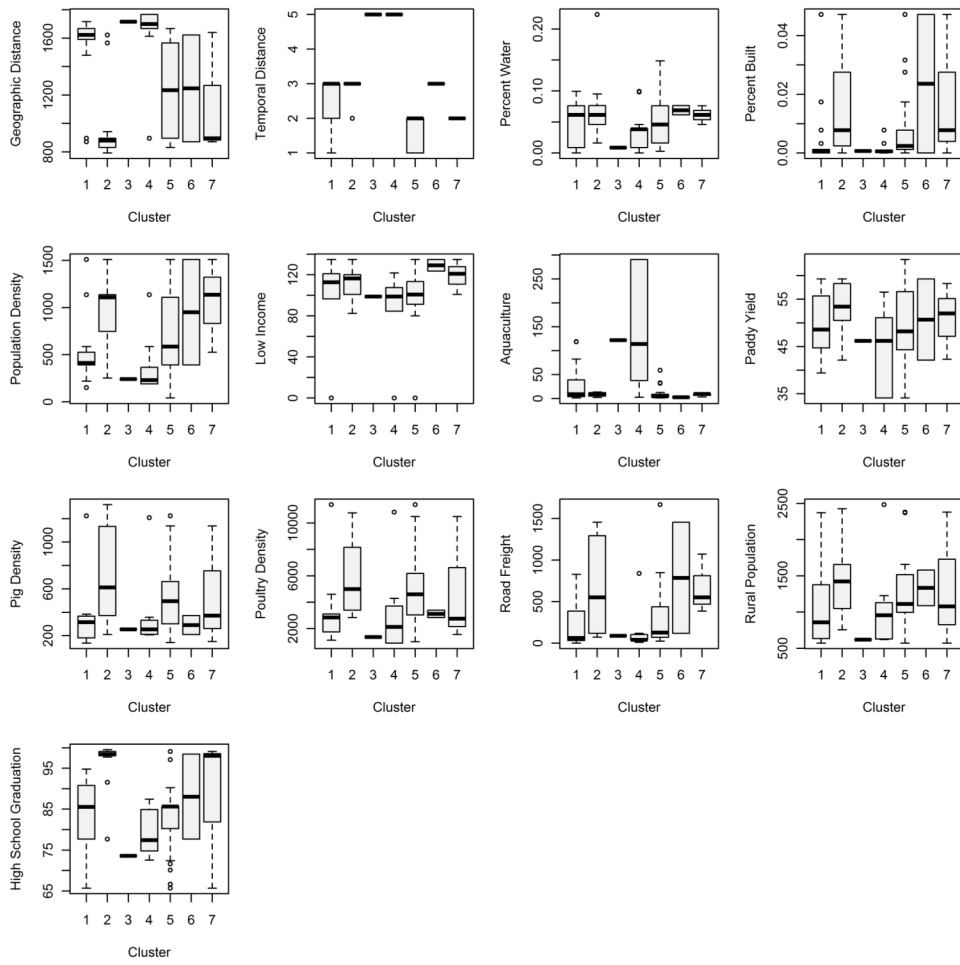 Geographic Distance
800 1200 1600
1 2 3 4 5 6 7
Cluster
Temporal Distance
1 2 3 4 5
1 2 3 4 5 6 7
Cluster
Percent Water
0.00 0.10 0.20
1 2 3 4 5 6 7
Cluster
Percent Built
0.00 0.02 0.04
1 2 3 4 5 6 7
Cluster
Population Density
0 500 1000 1500
1 2 3 4 5 6 7
Cluster
Low Income
0 40 80 120
1 2 3 4 5 6 7
Cluster
Aquaculture
0 50 150 250
1 2 3 4 5 6 7
Cluster
Paddy Yield
35 45 55
1 2 3 4 5 6 7
Cluster
Pig Density
200 600 1000
1 2 3 4 5 6 7
Cluster
Poultry Density
2000 6000 10000
1 2 3 4 5 6 7
Cluster
Road Freight
0 500 1000 1500
1 2 3 4 5 6 7
Cluster
Rural Population
500 1500 2500
1 2 3 4 5 6 7
Cluster
High School Graduation
65 75 85 95
1 2 3 4 5 6 7
Cluster